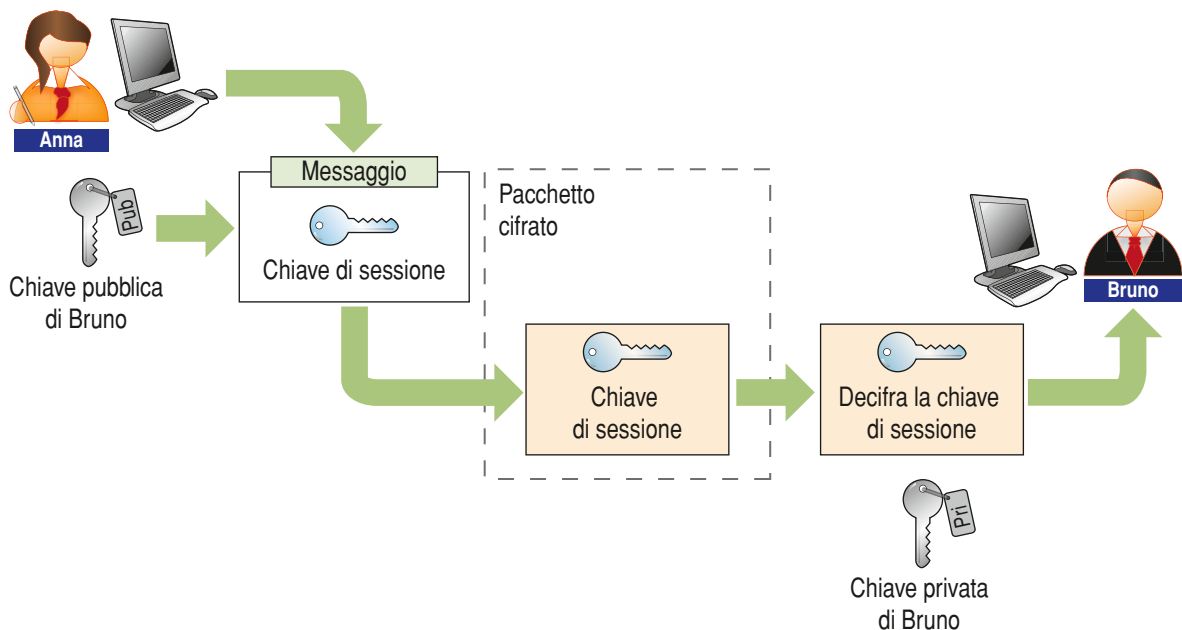 Anna
Messaggio
Chiave di sessione
Pub
Chiave pubblica
di Bruno
Pacchetto
cifrato
Chiave
di sessione
Decifra la chiave
di sessione
Bruno
Pri
Chiave privata
di Bruno